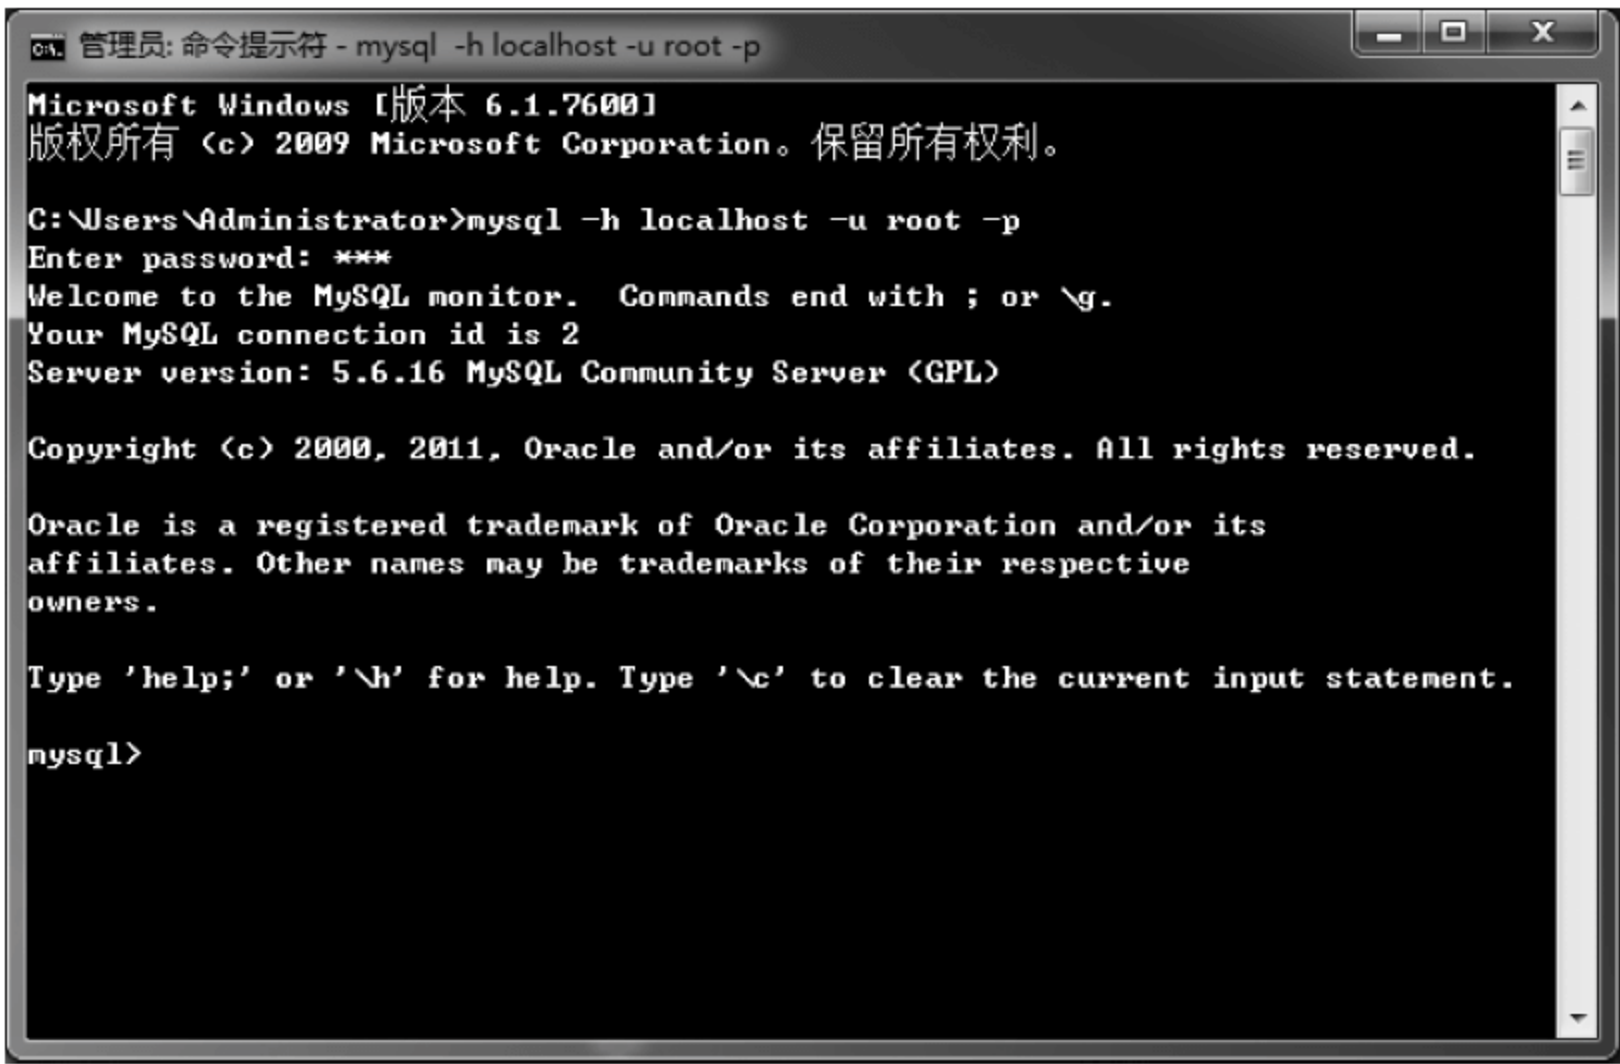 管理员: 命令提示符 - mysql  -h localhost -u root -p
Microsoft Windows [版本 6.1.7600]
版权所有 (c) 2009 Microsoft Corporation。保留所有权利。
C:\Users\Administrator>mysql -h localhost -u root -p
Enter password: ***
Welcome to the MySQL monitor.  Commands end with ; or \g.
Your MySQL connection id is 2
Server version: 5.6.16 MySQL Community Server (GPL)
Copyright (c) 2000, 2011, Oracle and/or its affiliates. All rights reserved.
Oracle is a registered trademark of Oracle Corporation and/or its
affiliates. Other names may be trademarks of their respective
owners.
Type 'help;' or '\h' for help. Type '\c' to clear the current input statement.
mysql>